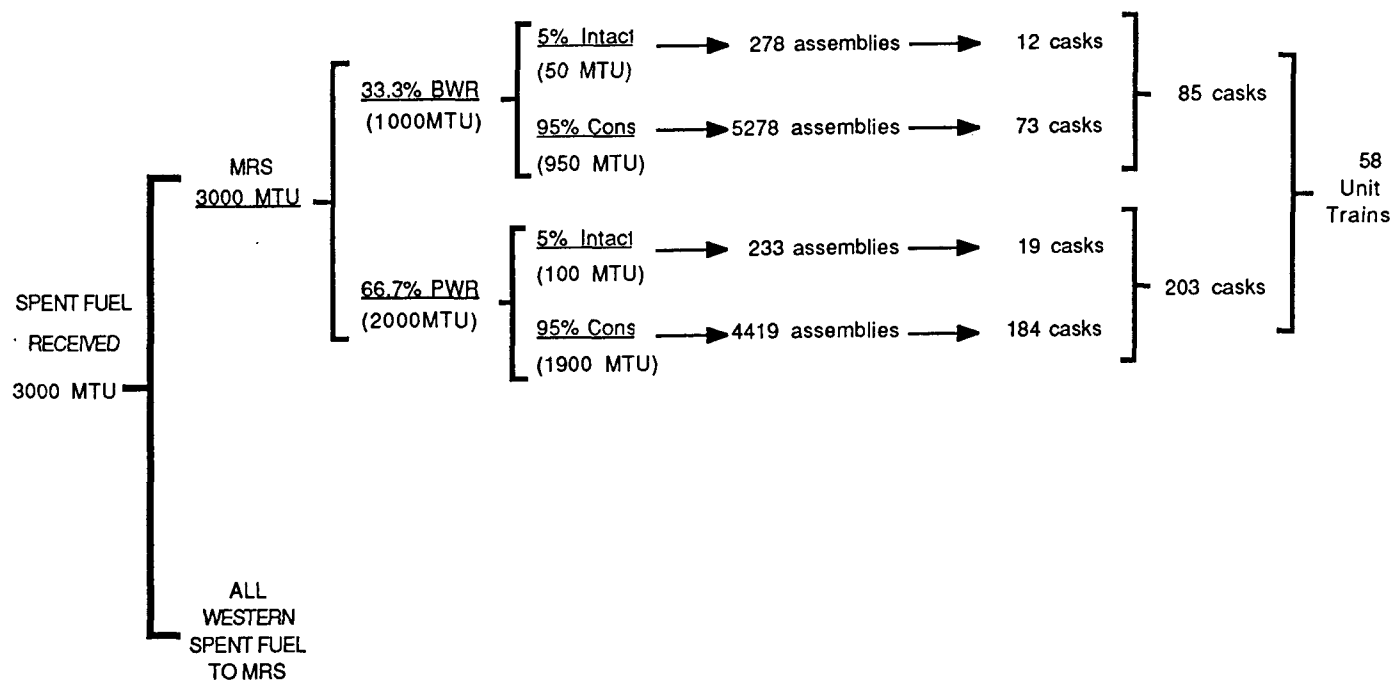 SPENT FUEL
RECEIVED
3000 MTU
MRS
3000 MTU
ALL
WESTERN
SPENT FUEL
TO MRS
33.3% BWR
(1000MTU)
5% Intact
(50 MTU)
278 assemblies
12 casks
95% Cons
(950 MTU)
5278 assemblies
73 casks
85 casks
66.7% PWR
(2000MTU)
5% Intact
(100 MTU)
233 assemblies
19 casks
95% Cons
(1900 MTU)
4419 assemblies
184 casks
203 casks
58
Unit
Trains